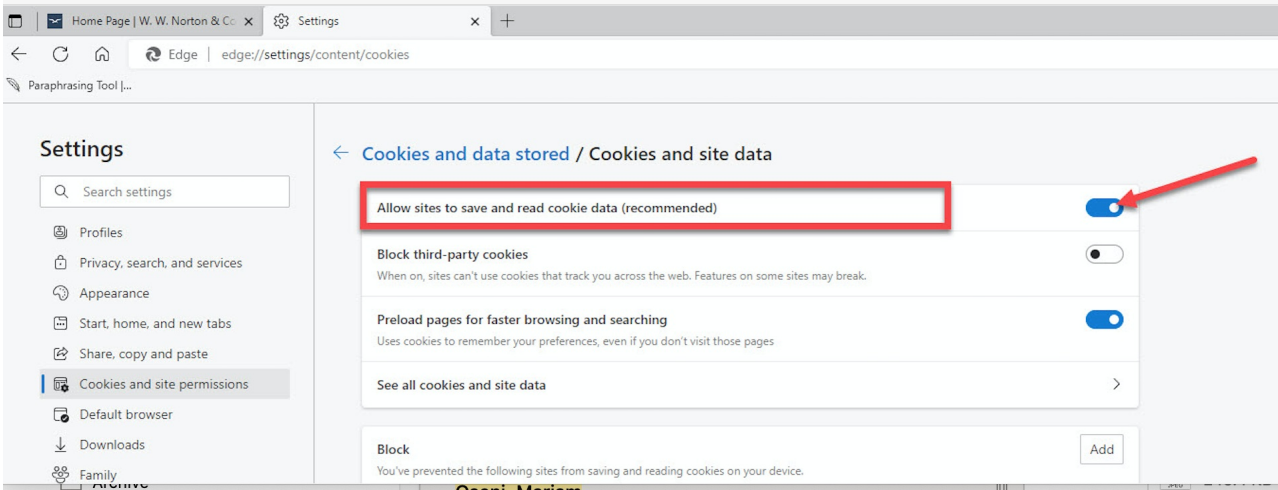 Home Page | W. W. Norton & Co
Settings
Edge | edge://settings/content/cookies
Paraphrasing Tool |...
Settings
Search settings
Profiles
Privacy, search, and services
Appearance
Start, home, and new tabs
Share, copy and paste
Cookies and site permissions
Default browser
Downloads
Family
Cookies and data stored / Cookies and site data
Allow sites to save and read cookie data (recommended)
Block third-party cookies
When on, sites can't use cookies that track you across the web. Features on some sites may break.
Preload pages for faster browsing and searching
Uses cookies to remember your preferences, even if you don't visit those pages
See all cookies and site data
Block
Add
You've prevented the following sites from saving and reading cookies on your device.
Archive